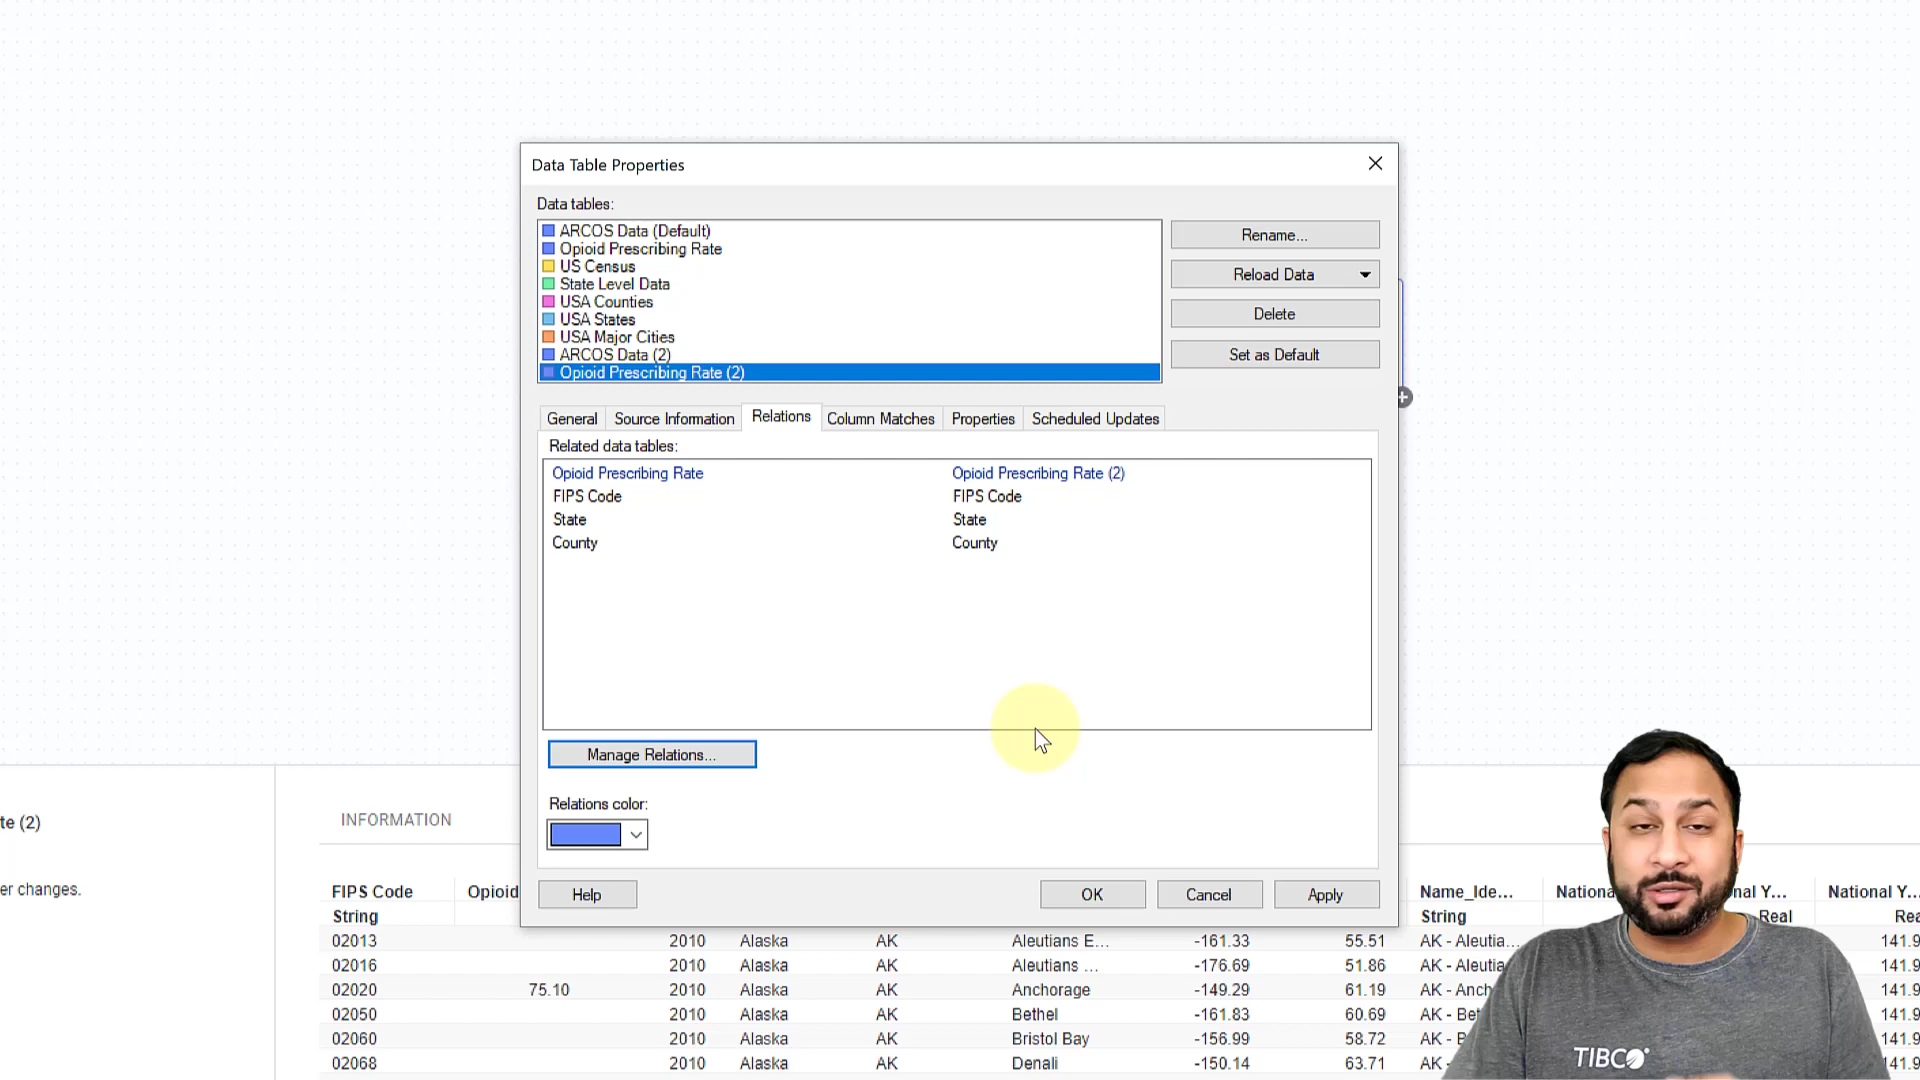 Data Table Properties
Data tables:
ARCOS Data (Default)
Opioid Prescribing Rate
US Census
State Level Data
USA Counties
USA States
USA Major Cities
ARCOS Data (2)
Opioid Prescribing Rate (2)
Rename...
Reload Data
Delete
Set as Default
General Source Information Relations Column Matches Properties Scheduled Updates
Related data tables:
Opioid Prescribing Rate Opioid Prescribing Rate (2)
FIPS Code FIPS Code
State State
County County
Manage Relations...
Relations color:
Help OK Cancel Apply
te (2)
er changes.
INFORMATION
FIPS Code Opioid Name_Ide... Nationa nal Y... National Y...
String String Real Rea
02013 2010 Alaska AK Aleutians E... -161.33 55.51 AK - Aleutia... 141.9
02016 2010 Alaska AK Aleutians ... -176.69 51.86 AK - Aleutia 141.9
02020 75.10 2010 Alaska AK Anchorage -149.29 61.19 AK - Anch 141.9
02050 2010 Alaska AK Bethel -161.83 60.69 AK - Bet 141.9
02060 2010 Alaska AK Bristol Bay -156.99 58.72 AK - B 141.9
02068 2010 Alaska AK Denali -150.14 63.71 AK - 141.9
TIBCO